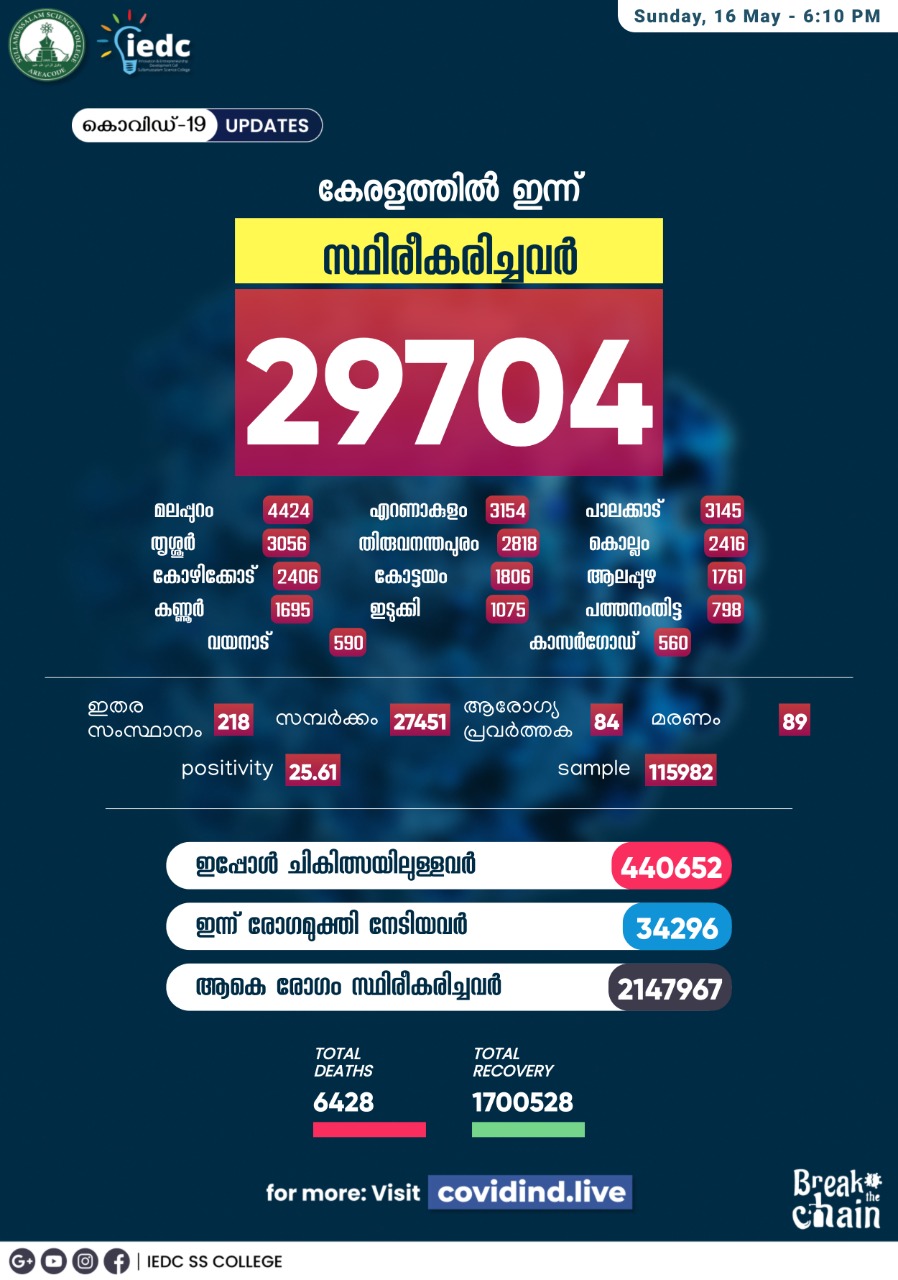 Sunday, 16 May - 6:10 PM
SULLAMUSSALAM SCIENCE COLLEGE
AREACODE
iedc
കൊവിഡ്-19 UPDATES
കേരളത്തിൽ ഇന്ന്
സ്ഥിരീകരിച്ചവർ
29704
മലപ്പുറം 4424 എറണാകുളം 3154 പാലക്കാട് 3145
തൃശ്ശൂർ 3056 തിരുവനന്തപുരം 2818 കൊല്ലം 2416
കോഴിക്കോട് 2406 കോട്ടയം 1806 ആലപ്പുഴ 1761
കണ്ണൂർ 1695 ഇടുക്കി 1075 പത്തനംതിട്ട 798
വയനാട് 590 കാസർഗോഡ് 560
ഇതര സംസ്ഥാനം 218 സമ്പർക്കം 27451 ആരോഗ്യ പ്രവർത്തക 84 മരണം 89
positivity 25.61 sample 115982
ഇപ്പോൾ ചികിത്സയിലുള്ളവർ 440652
ഇന്ന് രോഗമുക്തി നേടിയവർ 34296
ആകെ രോഗം സ്ഥിരീകരിച്ചവർ 2147967
TOTAL DEATHS
6428
TOTAL RECOVERY
1700528
for more: Visit covidind.live
Break the chain
IEDC SS COLLEGE